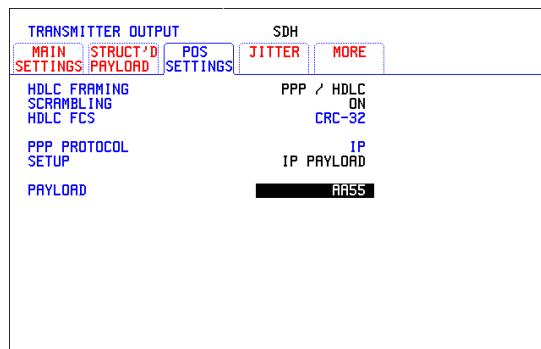 TRANSMITTER OUTPUT SDH
MAIN SETTINGS STRUCT'D PAYLOAD POS SETTINGS JITTER MORE
HDLC FRAMING PPP / HDLC
SCRAMBLING ON
HDLC FCS CRC-32
PPP PROTOCOL IP
SETUP IP PAYLOAD
PAYLOAD AA55